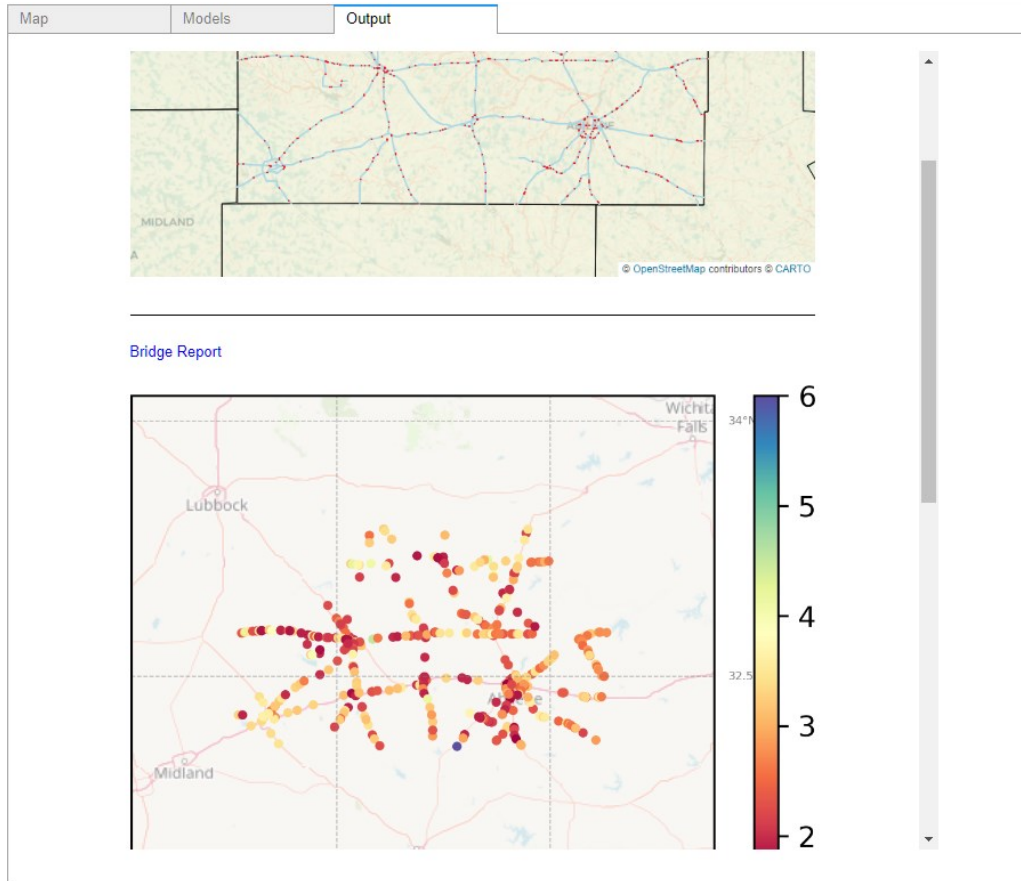 Map
Models
Output
MIDLAND
© OpenStreetMap contributors © CARTO
Bridge Report
6
5
4
3
2
34°N
32.5
Wichita
Falls
Lubbock
Midland